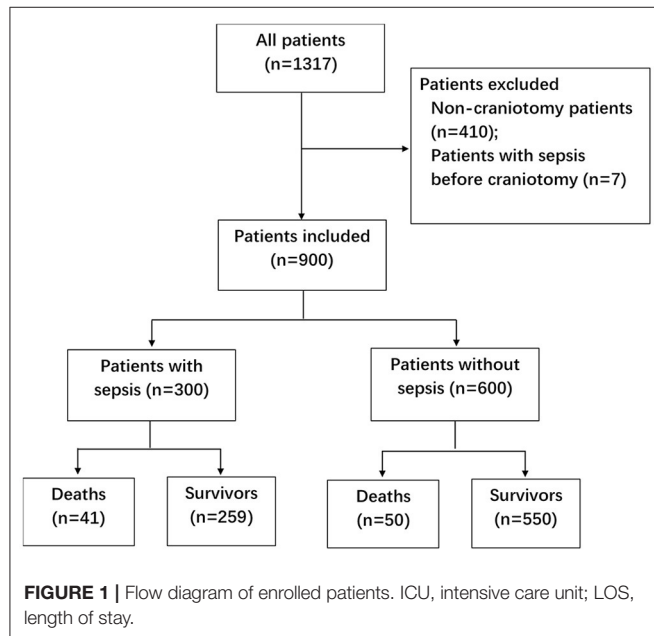 All patients
(n=1317)
Patients excluded
Non-craniotomy patients
(n=410);
Patients with sepsis
before craniotomy (n=7)
Patients included
(n=900)
Patients with
sepsis (n=300)
Patients without
sepsis (n=600)
Deaths
(n=41)
Survivors
(n=259)
Deaths
(n=50)
Survivors
(n=550)
FIGURE 1 | Flow diagram of enrolled patients. ICU, intensive care unit; LOS,
length of stay.